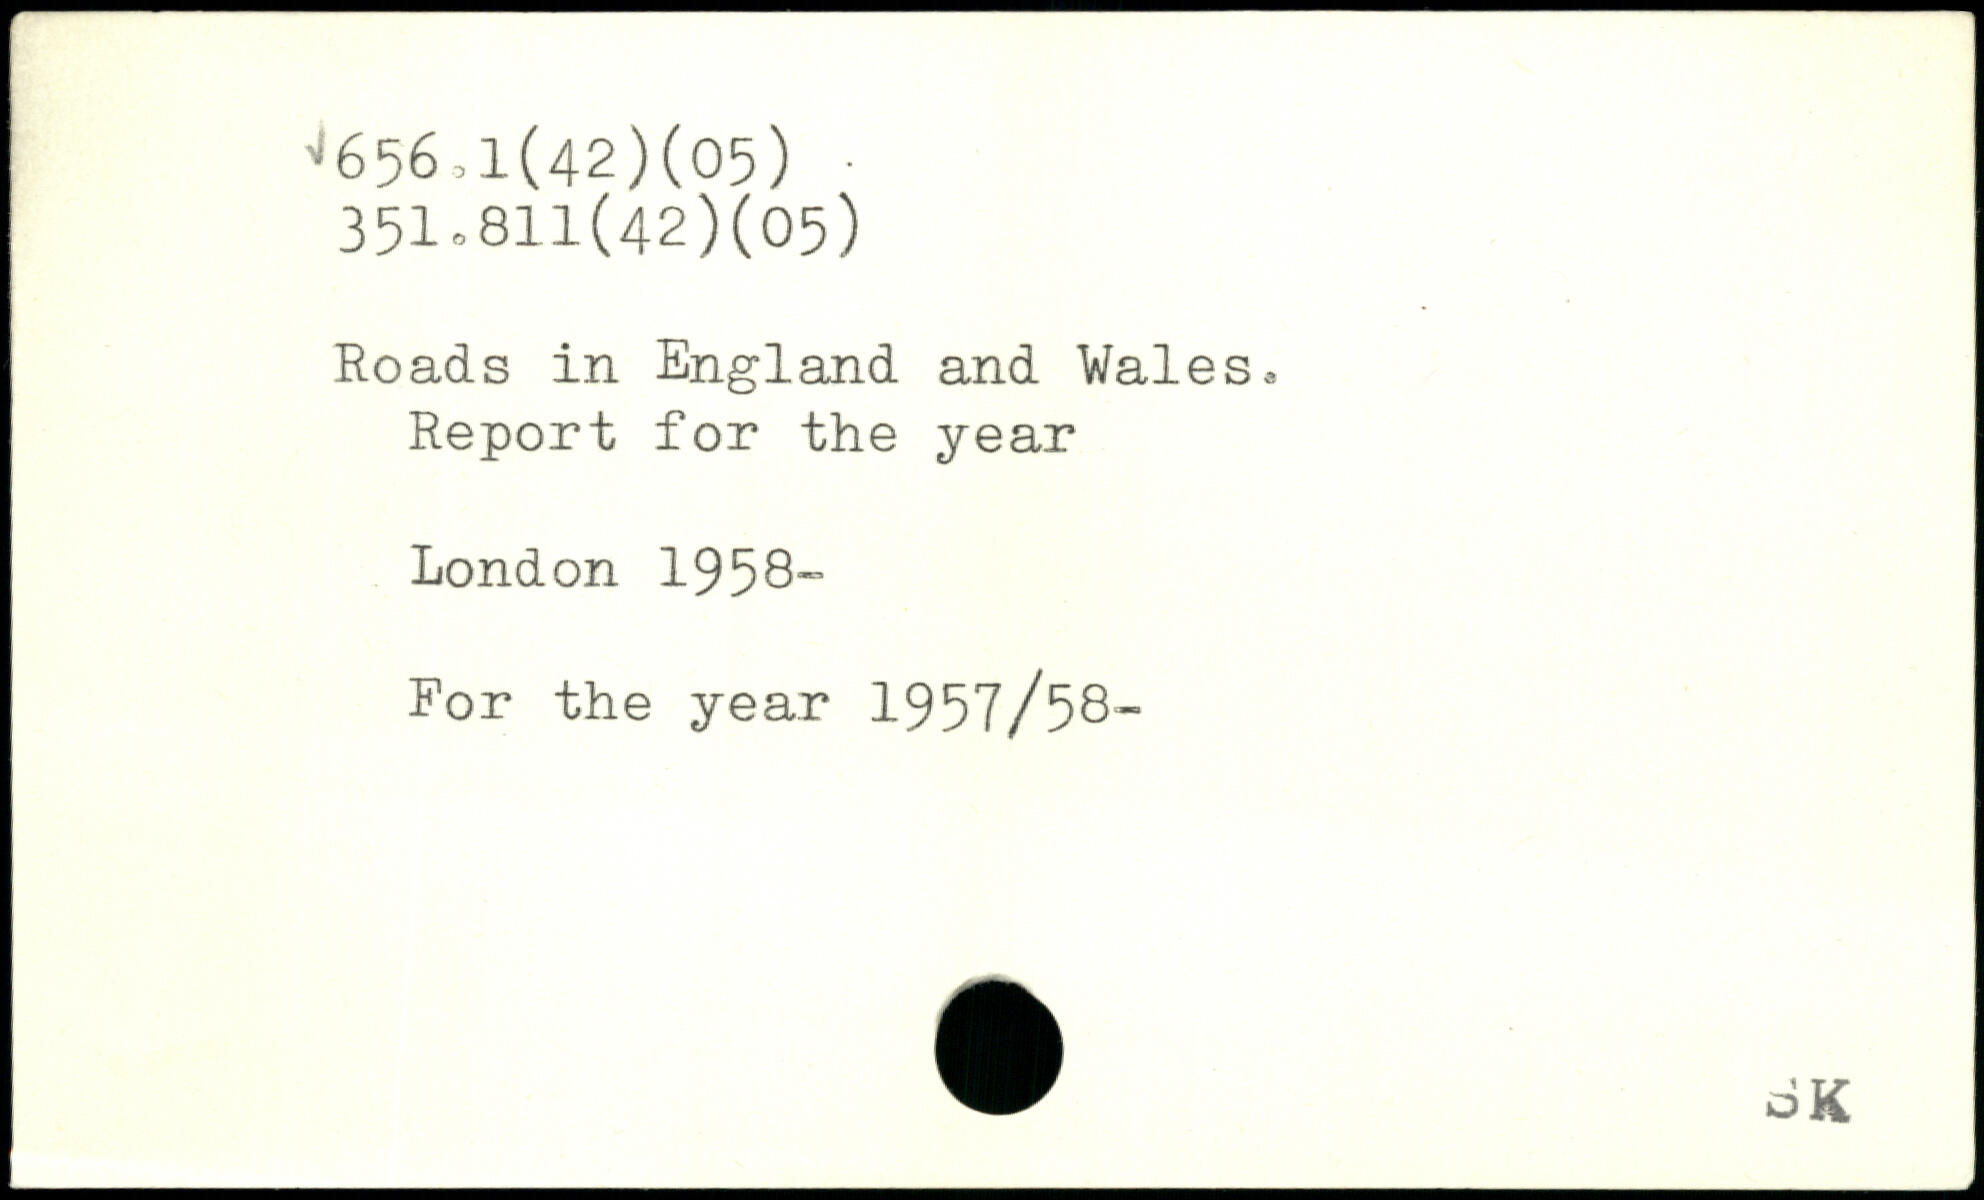 √656.1(42)(05)
351.811(42)(05)
Roads in England and Wales.
Report for the year
London 1958-
For the year 1957/58-
SK